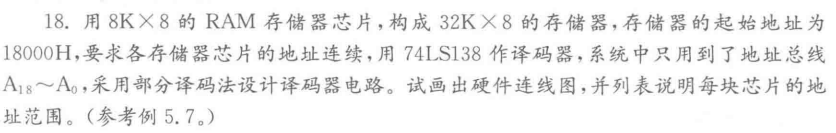 18. 用 8K×8 的 RAM 存储器芯片,构成 32K×8 的存储器,存储器的起始地址为
18000H,要求各存储器芯片的地址连续,用 74LS138 作译码器,系统中只用到了地址总线
A₁₈～A₀,采用部分译码法设计译码器电路。试画出硬件连线图,并列表说明每块芯片的地
址范围。(参考例 5.7。)